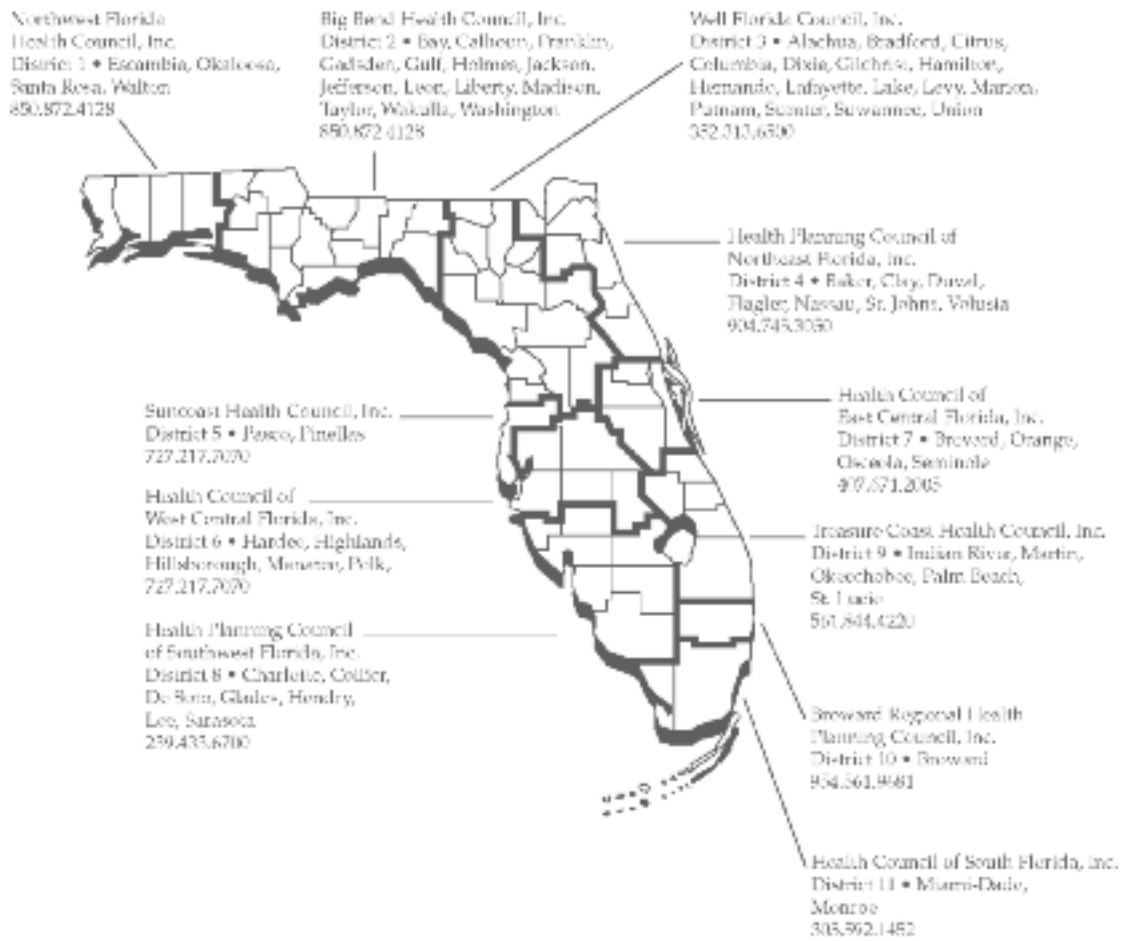 Northwest Florida
Health Council, Inc.
District 1 • Escambia, Okaloosa,
Santa Rosa, Walton
850.872.4128
Big Bend Health Council, Inc.
District 2 • Bay, Calhoun, Franklin,
Gadsden, Gulf, Holmes, Jackson,
Jefferson, Leon, Liberty, Madison,
Taylor, Wakulla, Washington
850.872.4128
Well Florida Council, Inc.
District 3 • Alachua, Bradford, Citrus,
Columbia, Dixie, Gilchrist, Hamilton,
Hernando, Lafayette, Lake, Levy, Marion,
Putnam, Sumter, Suwannee, Union
352.313.6500
Health Planning Council of
Northeast Florida, Inc.
District 4 • Baker, Clay, Duval,
Flagler, Nassau, St. Johns, Volusia
904.745.3050
Suncoast Health Council, Inc.
District 5 • Pasco, Pinellas
727.217.7070
Health Council of
East Central Florida, Inc.
District 7 • Brevard, Orange,
Osceola, Seminole
407.671.2005
Health Council of
West Central Florida, Inc.
District 6 • Hardee, Highlands,
Hillsborough, Manatee, Polk,
727.217.7070
Treasure Coast Health Council, Inc.
District 9 • Indian River, Martin,
Okeechobee, Palm Beach,
St. Lucie
561.844.4220
Health Planning Council
of Southwest Florida, Inc.
District 8 • Charlotte, Collier,
De Soto, Glades, Hendry,
Lee, Sarasota
239.433.6700
Broward Regional Health
Planning Council, Inc.
District 10 • Broward
954.561.9681
Health Council of South Florida, Inc.
District 11 • Miami-Dade,
Monroe
305.592.1452